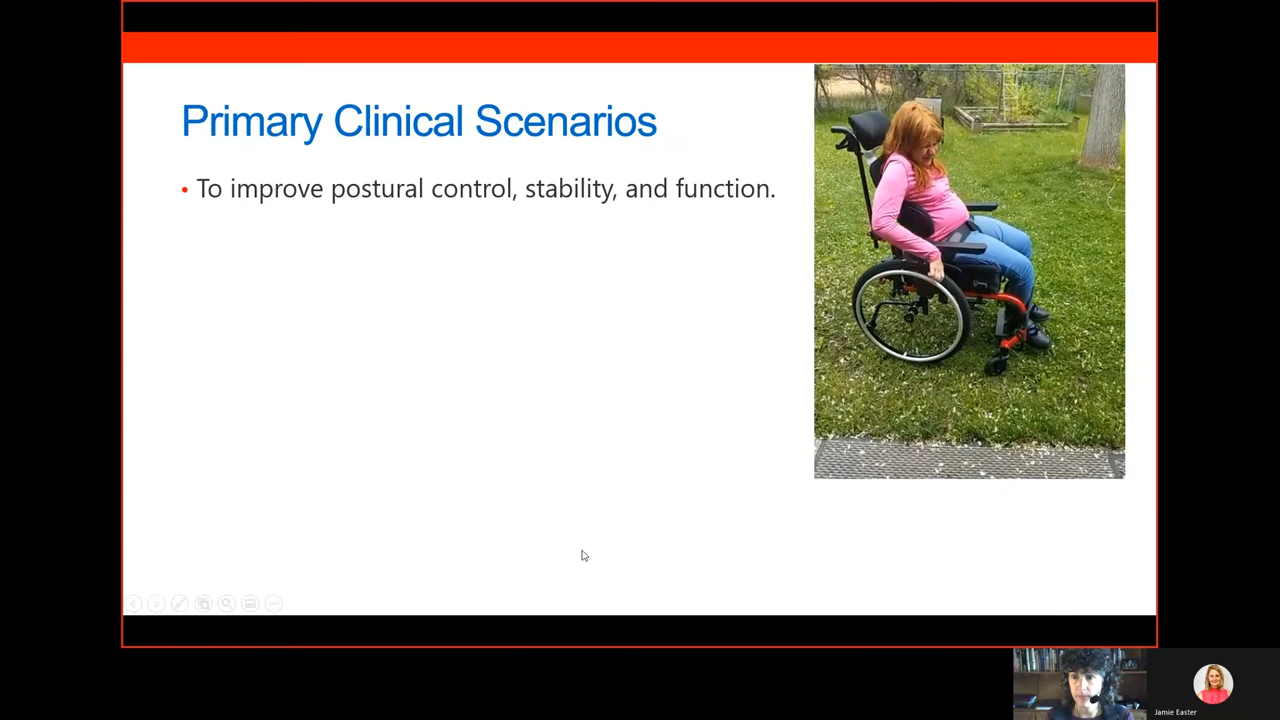 Primary Clinical Scenarios
• To improve postural control, stability, and function.
Jamie Easter